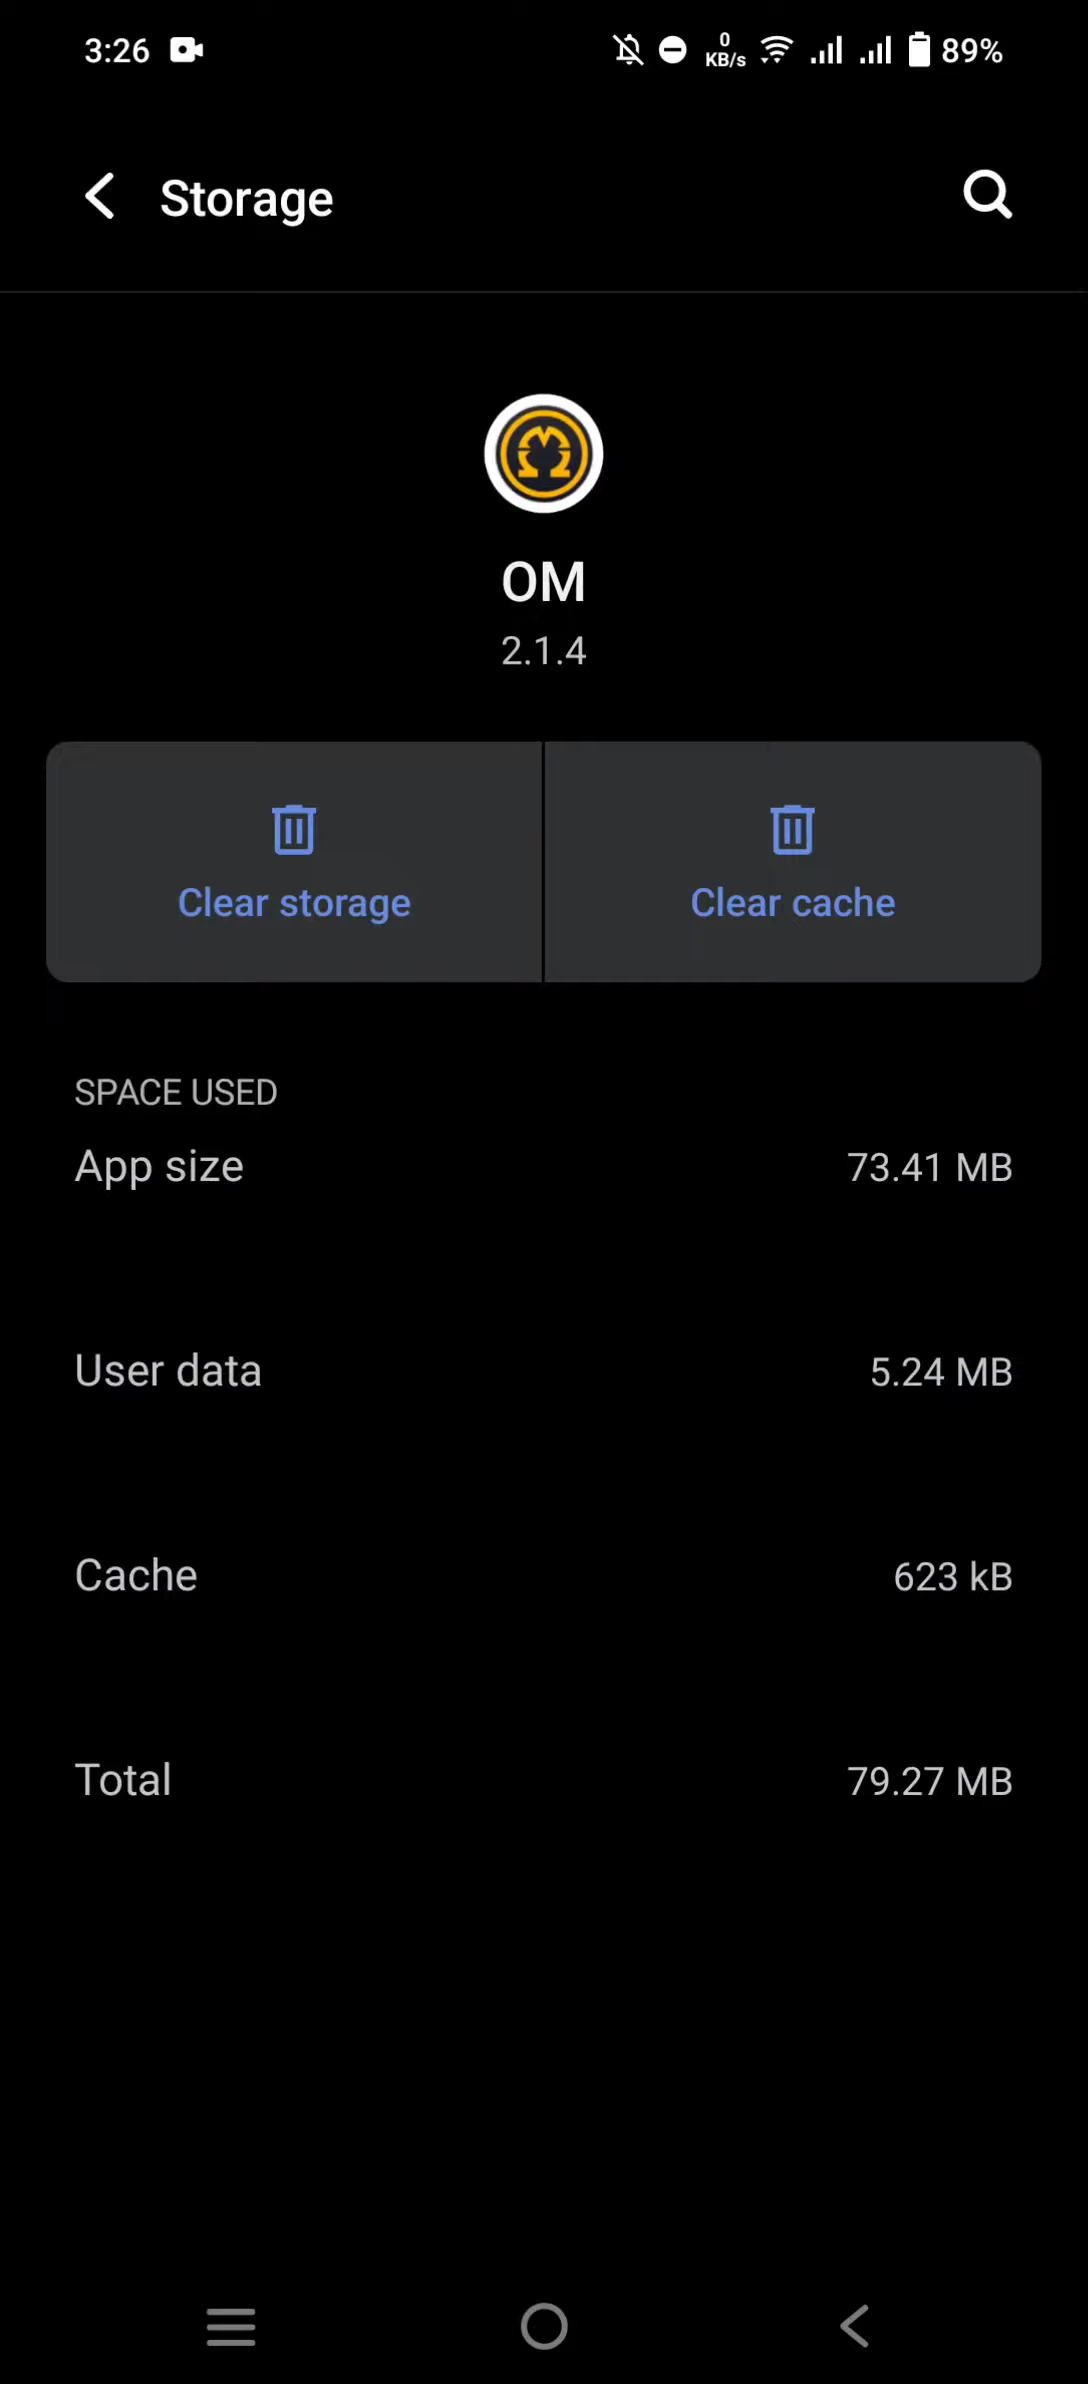 3:26
0
KB/s
89%
Storage
OM
2.1.4
Clear storage
Clear cache
SPACE USED
App size
73.41 MB
User data
5.24 MB
Cache
623 kB
Total
79.27 MB